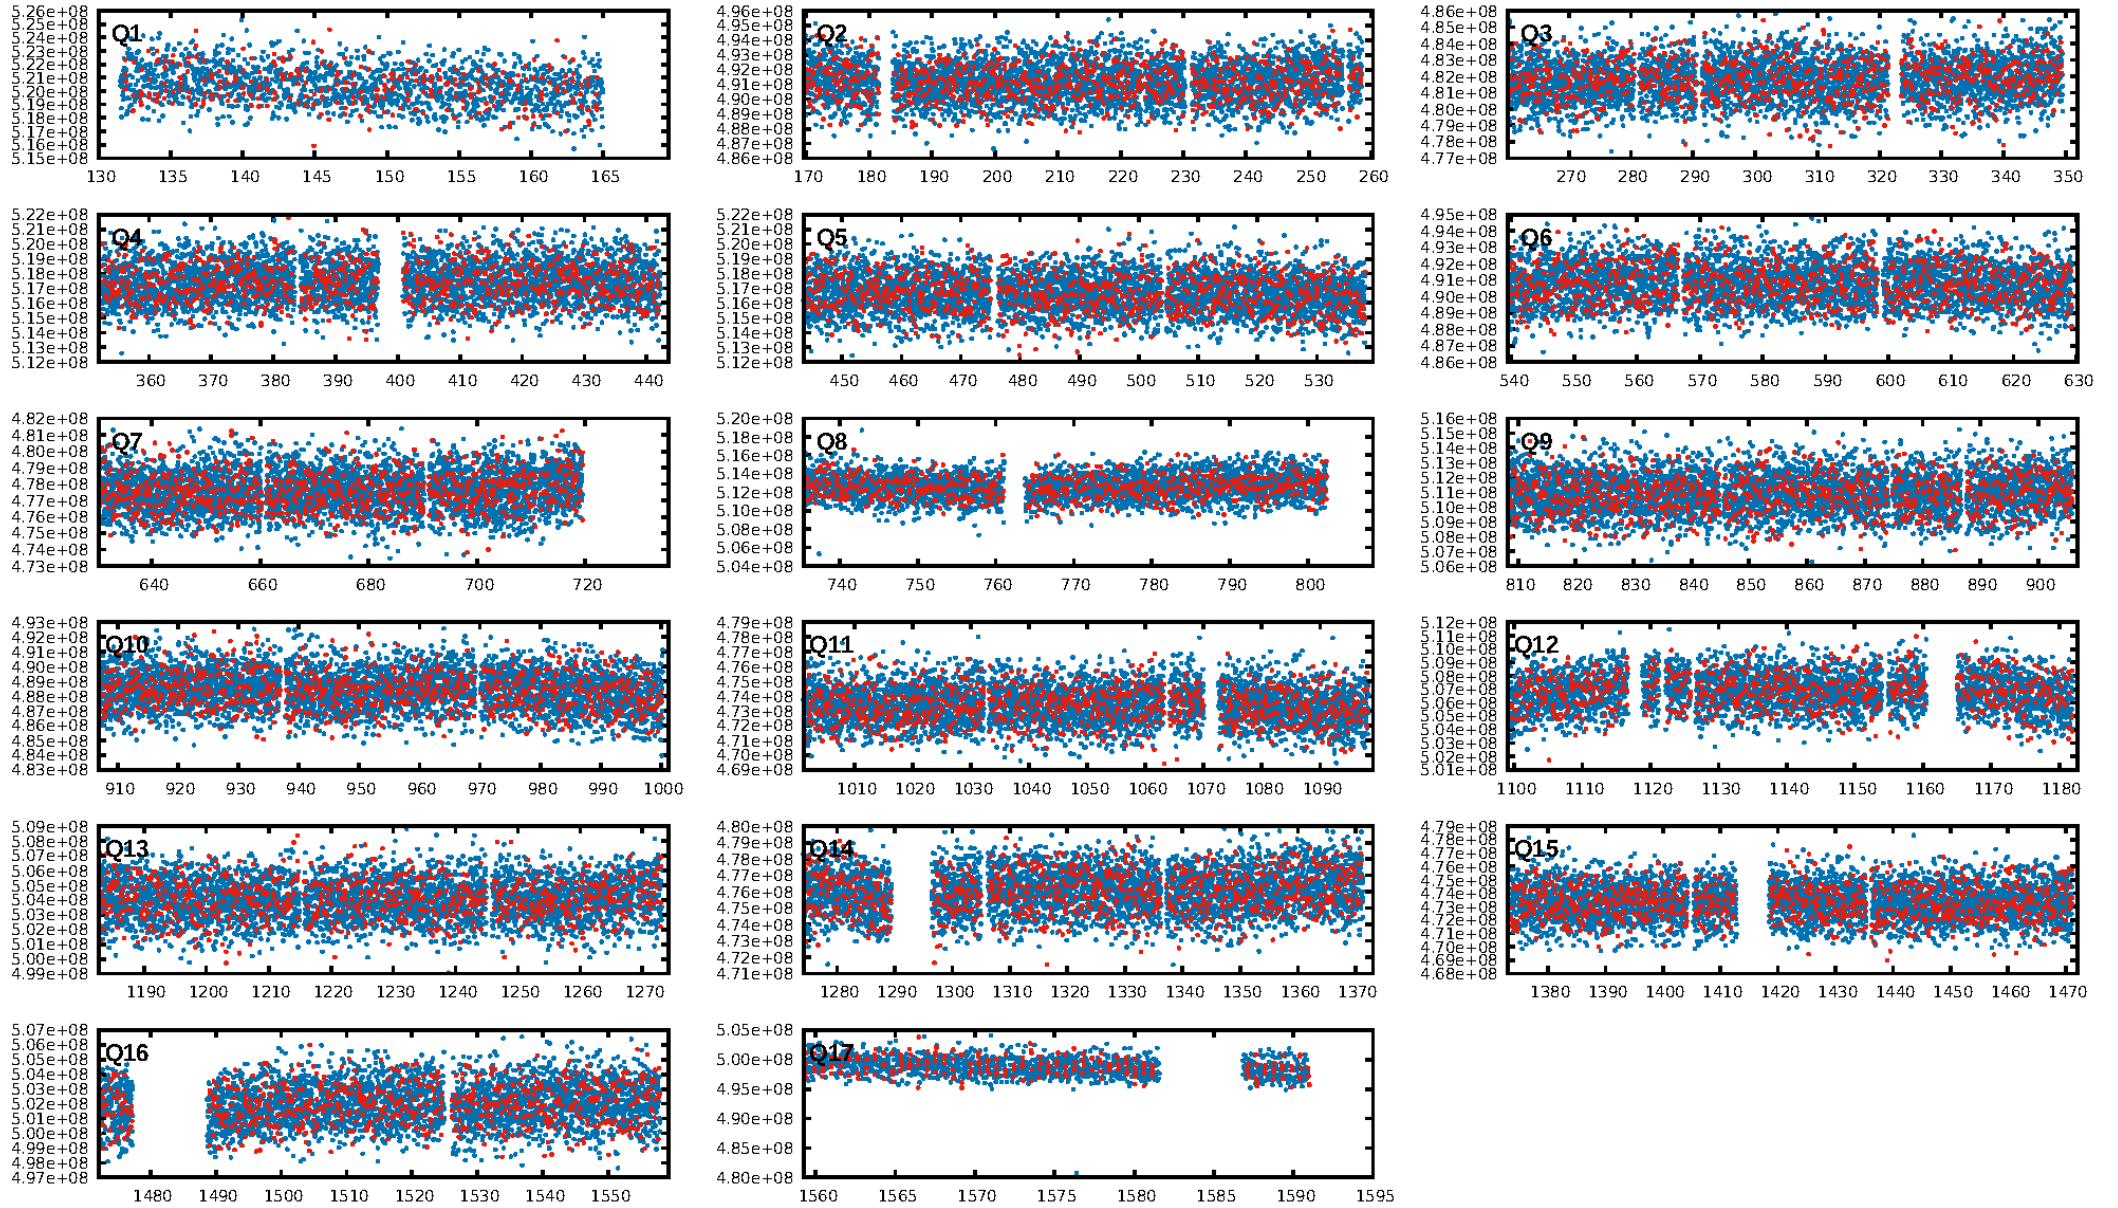 5.26e+08
5.25e+08
5.24e+08
5.23e+08
5.22e+08
5.21e+08
5.20e+08
5.19e+08
5.18e+08
5.17e+08
5.16e+08
5.15e+08
Q1
130 135 140 145 150 155 160 165
4.96e+08
4.95e+08
4.94e+08
4.93e+08
4.92e+08
4.91e+08
4.90e+08
4.89e+08
4.88e+08
4.87e+08
4.86e+08
Q2
170 180 190 200 210 220 230 240 250 260
4.86e+08
4.85e+08
4.84e+08
4.83e+08
4.82e+08
4.81e+08
4.80e+08
4.79e+08
4.78e+08
4.77e+08
Q3
270 280 290 300 310 320 330 340 350
5.22e+08
5.21e+08
5.20e+08
5.19e+08
5.18e+08
5.17e+08
5.16e+08
5.15e+08
5.14e+08
5.13e+08
5.12e+08
Q4
360 370 380 390 400 410 420 430 440
5.22e+08
5.21e+08
5.20e+08
5.19e+08
5.18e+08
5.17e+08
5.16e+08
5.15e+08
5.14e+08
5.13e+08
5.12e+08
Q5
450 460 470 480 490 500 510 520 530
4.95e+08
4.94e+08
4.93e+08
4.92e+08
4.91e+08
4.90e+08
4.89e+08
4.88e+08
4.87e+08
4.86e+08
Q6
540 550 560 570 580 590 600 610 620 630
4.82e+08
4.81e+08
4.80e+08
4.79e+08
4.78e+08
4.77e+08
4.76e+08
4.75e+08
4.74e+08
4.73e+08
Q7
640 660 680 700 720
5.20e+08
5.18e+08
5.16e+08
5.14e+08
5.12e+08
5.10e+08
5.08e+08
5.06e+08
5.04e+08
Q8
740 750 760 770 780 790 800
5.16e+08
5.15e+08
5.14e+08
5.13e+08
5.12e+08
5.11e+08
5.10e+08
5.09e+08
5.08e+08
5.07e+08
5.06e+08
Q9
810 820 830 840 850 860 870 880 890 900
4.93e+08
4.92e+08
4.91e+08
4.90e+08
4.89e+08
4.88e+08
4.87e+08
4.86e+08
4.85e+08
4.84e+08
4.83e+08
Q10
910 920 930 940 950 960 970 980 990 1000
4.79e+08
4.78e+08
4.77e+08
4.76e+08
4.75e+08
4.74e+08
4.73e+08
4.72e+08
4.71e+08
4.70e+08
4.69e+08
Q11
1010 1020 1030 1040 1050 1060 1070 1080 1090
5.12e+08
5.11e+08
5.10e+08
5.09e+08
5.08e+08
5.07e+08
5.06e+08
5.05e+08
5.04e+08
5.03e+08
5.02e+08
5.01e+08
Q12
1100 1110 1120 1130 1140 1150 1160 1170 1180
5.09e+08
5.08e+08
5.07e+08
5.06e+08
5.05e+08
5.04e+08
5.03e+08
5.02e+08
5.01e+08
5.00e+08
4.99e+08
Q13
1190 1200 1210 1220 1230 1240 1250 1260 1270
4.80e+08
4.79e+08
4.78e+08
4.77e+08
4.76e+08
4.75e+08
4.74e+08
4.73e+08
4.72e+08
4.71e+08
Q14
1280 1290 1300 1310 1320 1330 1340 1350 1360 1370
4.79e+08
4.78e+08
4.77e+08
4.76e+08
4.75e+08
4.74e+08
4.73e+08
4.72e+08
4.71e+08
4.70e+08
4.69e+08
4.68e+08
Q15
1380 1390 1400 1410 1420 1430 1440 1450 1460 1470
5.07e+08
5.06e+08
5.05e+08
5.04e+08
5.03e+08
5.02e+08
5.01e+08
5.00e+08
4.99e+08
4.98e+08
4.97e+08
Q16
1480 1490 1500 1510 1520 1530 1540 1550
5.05e+08
5.00e+08
4.95e+08
4.90e+08
4.85e+08
4.80e+08
Q17
1560 1565 1570 1575 1580 1585 1590 1595